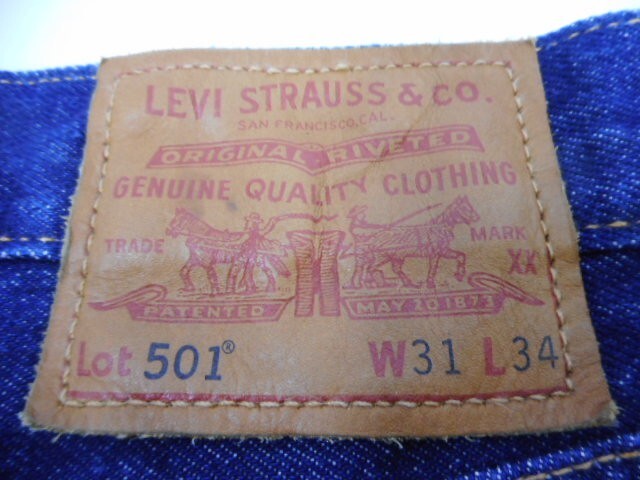 LEVI STRAUSS & CO.
SAN FRANCISCO, CAL.
ORIGINAL RIVETED
GENUINE QUALITY CLOTHING
TRADE MARK
XX
PATENTED MAY 20 1873
Lot 501® W31 L34